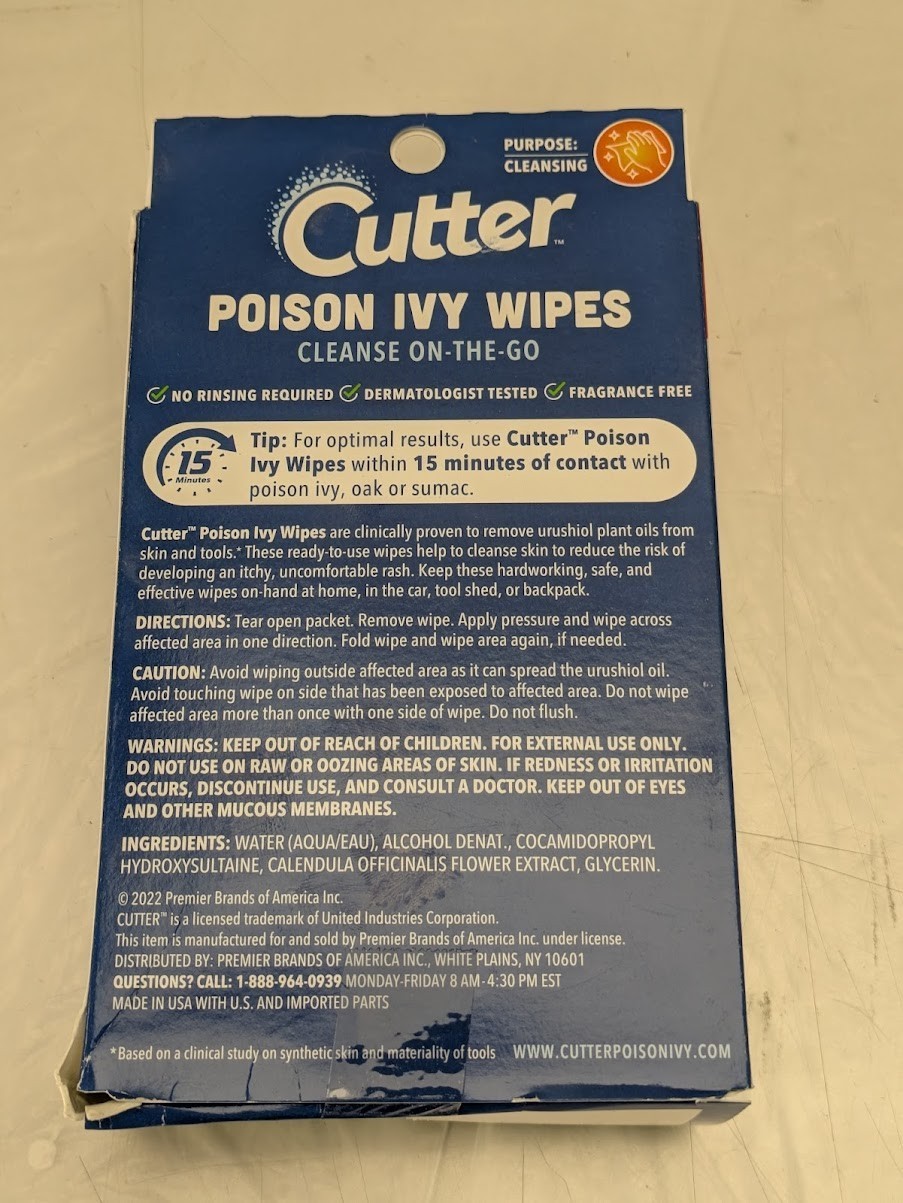 PURPOSE:
CLEANSING
Cutter™
POISON IVY WIPES
CLEANSE ON-THE-GO
NO RINSING REQUIRED DERMATOLOGIST TESTED FRAGRANCE FREE
15
Minutes
Tip: For optimal results, use Cutter™ Poison
Ivy Wipes within 15 minutes of contact with
poison ivy, oak or sumac.
Cutter™ Poison Ivy Wipes are clinically proven to remove urushiol plant oils from
skin and tools.* These ready-to-use wipes help to cleanse skin to reduce the risk of
developing an itchy, uncomfortable rash. Keep these hardworking, safe, and
effective wipes on-hand at home, in the car, tool shed, or backpack.
DIRECTIONS: Tear open packet. Remove wipe. Apply pressure and wipe across
affected area in one direction. Fold wipe and wipe area again, if needed.
CAUTION: Avoid wiping outside affected area as it can spread the urushiol oil.
Avoid touching wipe on side that has been exposed to affected area. Do not wipe
affected area more than once with one side of wipe. Do not flush.
WARNINGS: KEEP OUT OF REACH OF CHILDREN. FOR EXTERNAL USE ONLY.
DO NOT USE ON RAW OR OOZING AREAS OF SKIN. IF REDNESS OR IRRITATION
OCCURS, DISCONTINUE USE, AND CONSULT A DOCTOR. KEEP OUT OF EYES
AND OTHER MUCOUS MEMBRANES.
INGREDIENTS: WATER (AQUA/EAU), ALCOHOL DENAT., COCAMIDOPROPYL
HYDROXYSULTAINE, CALENDULA OFFICINALIS FLOWER EXTRACT, GLYCERIN.
© 2022 Premier Brands of America Inc.
CUTTER™ is a licensed trademark of United Industries Corporation.
This item is manufactured for and sold by Premier Brands of America Inc. under license.
DISTRIBUTED BY: PREMIER BRANDS OF AMERICA INC., WHITE PLAINS, NY 10601
QUESTIONS? CALL: 1-888-964-0939 MONDAY-FRIDAY 8 AM-4:30 PM EST
MADE IN USA WITH U.S. AND IMPORTED PARTS
*Based on a clinical study on synthetic skin and materiality of tools WWW.CUTTERPOISONIVY.COM